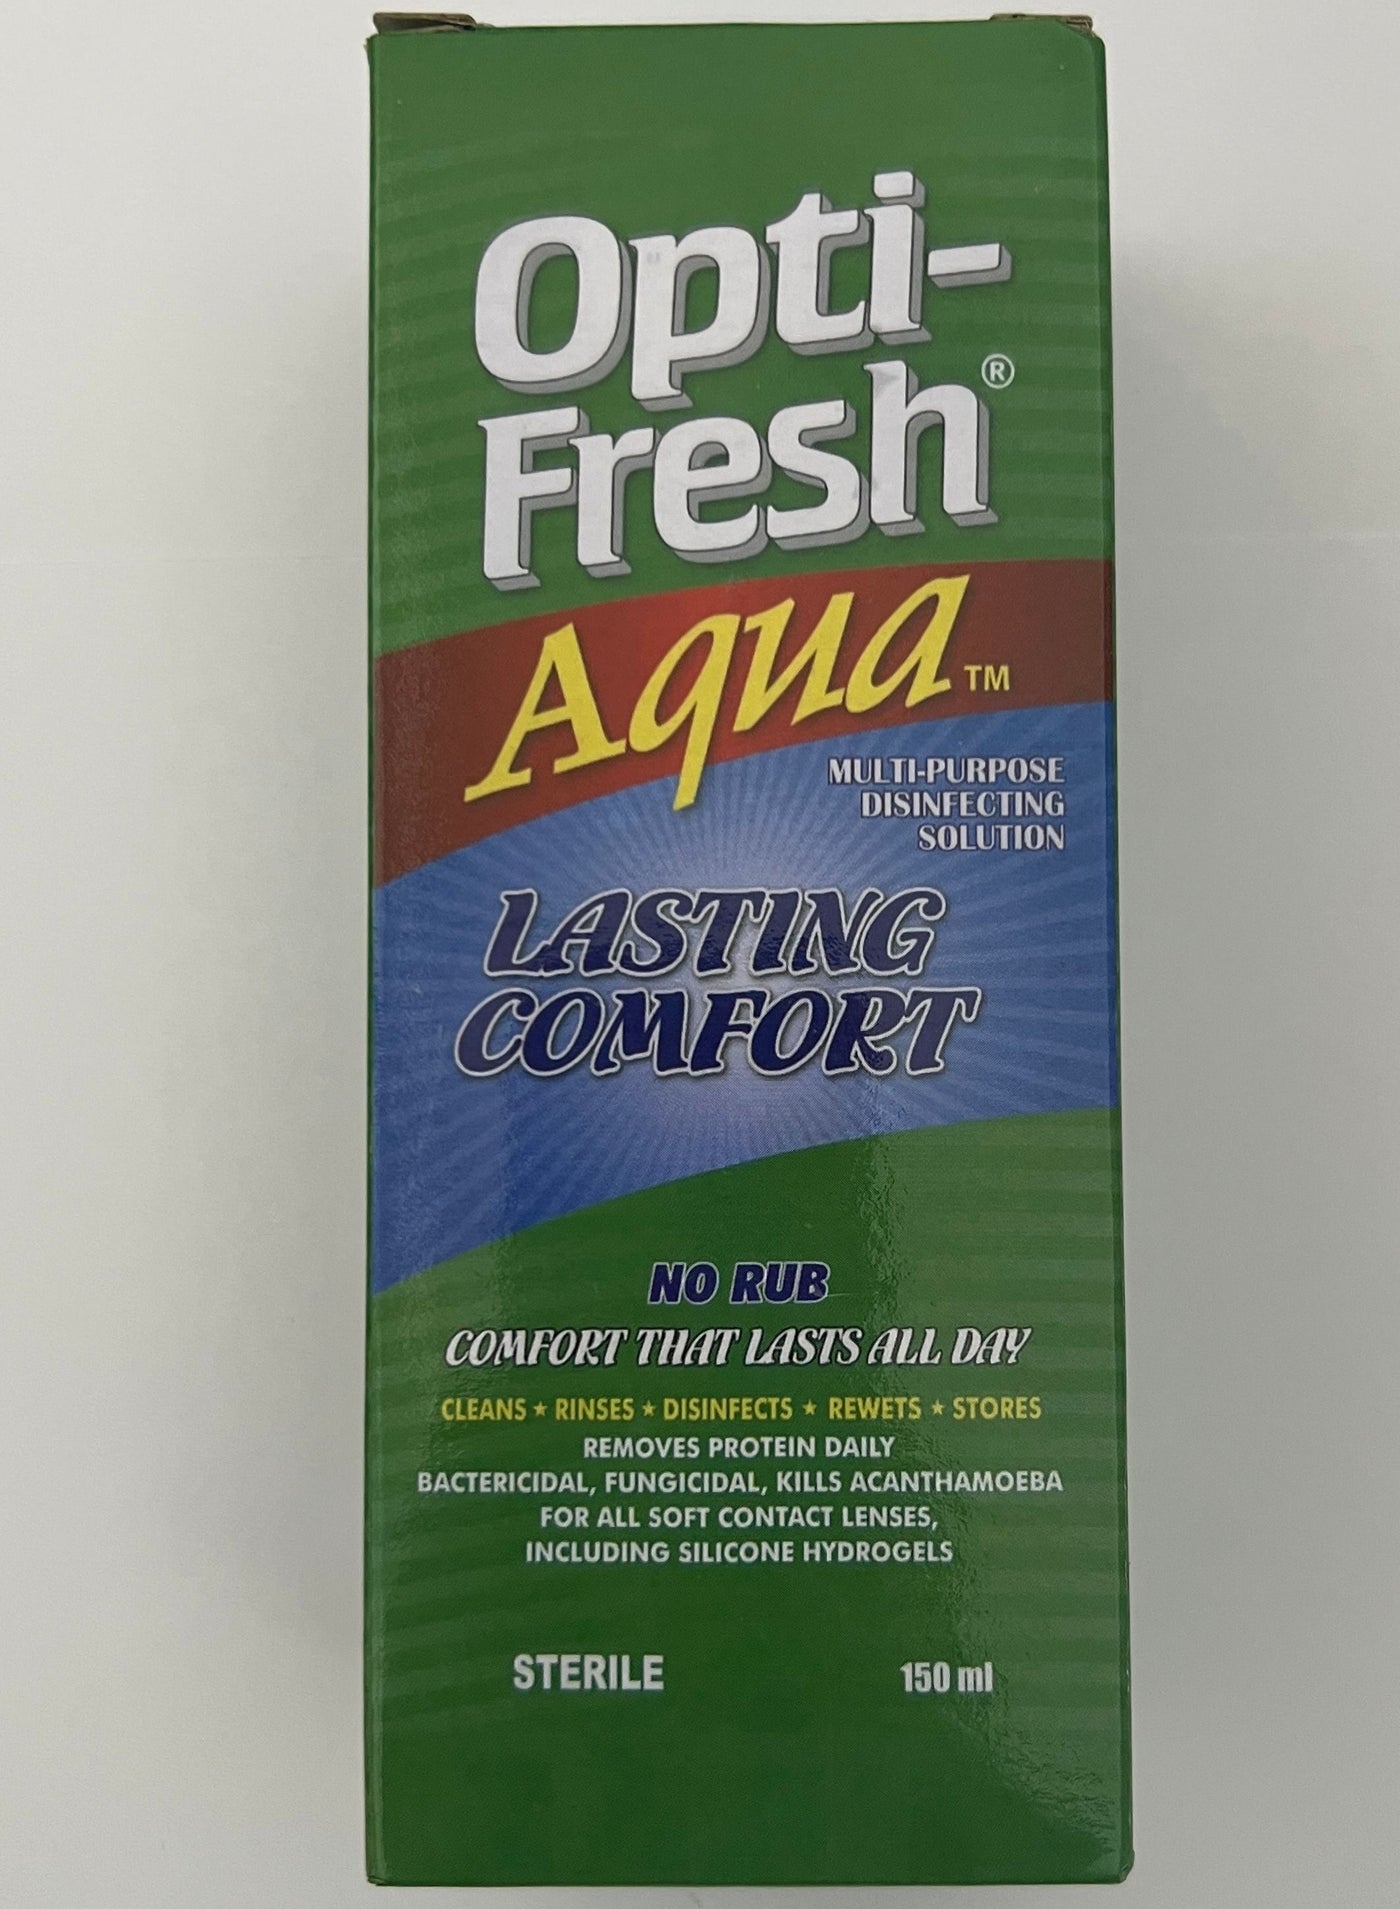 Opti-
Fresh®
Aqua™
MULTI-PURPOSE
DISINFECTING
SOLUTION
LASTING
COMFORT
NO RUB
COMFORT THAT LASTS ALL DAY
CLEANS ★ RINSES ★ DISINFECTS ★ REWETS ★ STORES
REMOVES PROTEIN DAILY
BACTERICIDAL, FUNGICIDAL, KILLS ACANTHAMOEBA
FOR ALL SOFT CONTACT LENSES,
INCLUDING SILICONE HYDROGELS
STERILE 150 ml